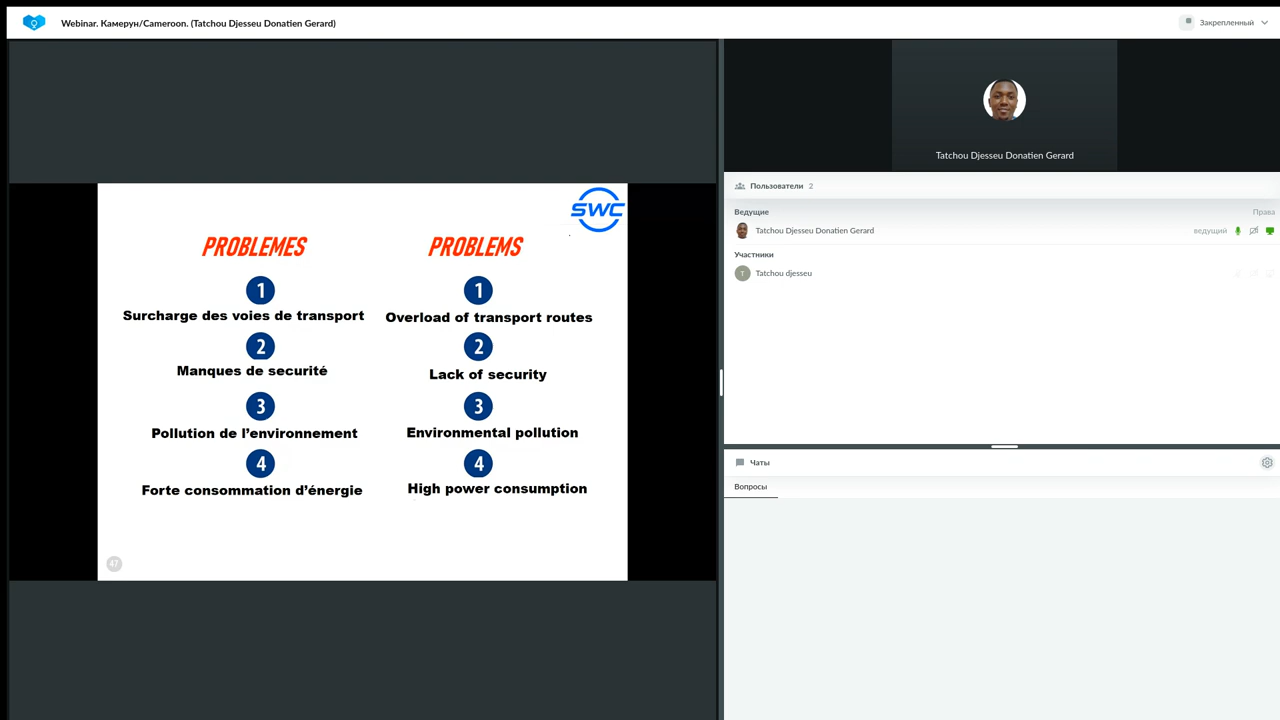 Webinar. Камерун/Cameroon. (Tatchou Djesseu Donatien Gerard)
Закрепленный
SWC
PROBLEMES
1
Surcharge des voies de transport
2
Manques de securité
3
Pollution de l'environnement
4
Forte consommation d'énergie
PROBLEMS
1
Overload of transport routes
2
Lack of security
3
Environmental pollution
4
High power consumption
47
Tatchou Djesseu Donatien Gerard
Пользователи 2
Ведущие Права
Tatchou Djesseu Donatien Gerard ведущий
Участники
T Tatchou djesseu
Чаты
Вопросы